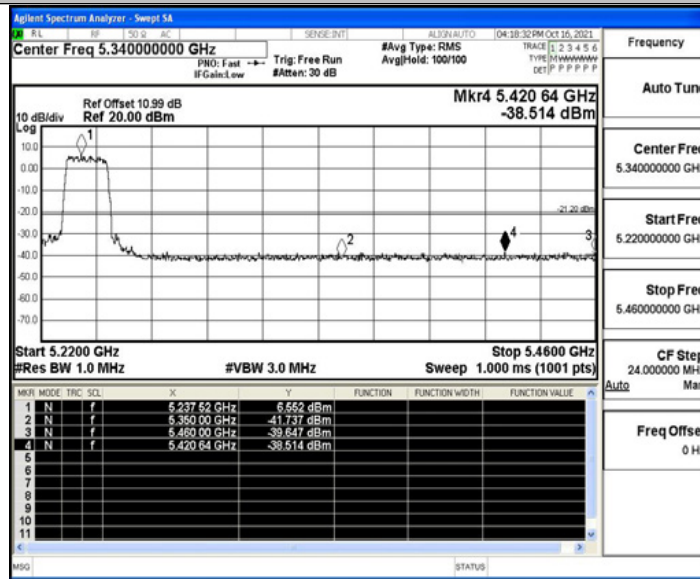 Agilent Spectrum Analyzer - Swept SA
RL RF 50 Ω AC SENSE:INT ALIGN AUTO 04:18:32 PM Oct 16, 2021
Center Freq 5.340000000 GHz
PNO: Fast
IFGain:Low
Trig: Free Run
#Atten: 30 dB
#Avg Type: RMS
Avg|Hold: 100/100
TRACE 1 2 3 4 5 6
TYPE M
DET P P P P P P
Frequency
Auto Tun
Center Fre
5.340000000 GH
Start Fre
5.220000000 GH
Stop Fre
5.460000000 GH
CF Step
24.000000 MH
Auto Ma
Freq Offse
0 H
Ref Offset 10.99 dB
10 dB/div Ref 20.00 dBm
Log
Mkr4 5.420 64 GHz
-38.514 dBm
10.0
0.00
-10.0
-20.0
-30.0
-40.0
-50.0
-60.0
-70.0
-21.20 dBm
1
2
4
3
Start 5.2200 GHz Stop 5.4600 GHz
#Res BW 1.0 MHz #VBW 3.0 MHz Sweep 1.000 ms (1001 pts)
MKR MODE TRC SCL X Y FUNCTION FUNCTION WIDTH FUNCTION VALUE
1 N f 5.237 52 GHz 6.552 dBm
2 N f 5.350 00 GHz -41.737 dBm
3 N f 5.460 00 GHz -39.647 dBm
4 N f 5.420 64 GHz -38.514 dBm
5
6
7
8
9
10
11
MSG STATUS